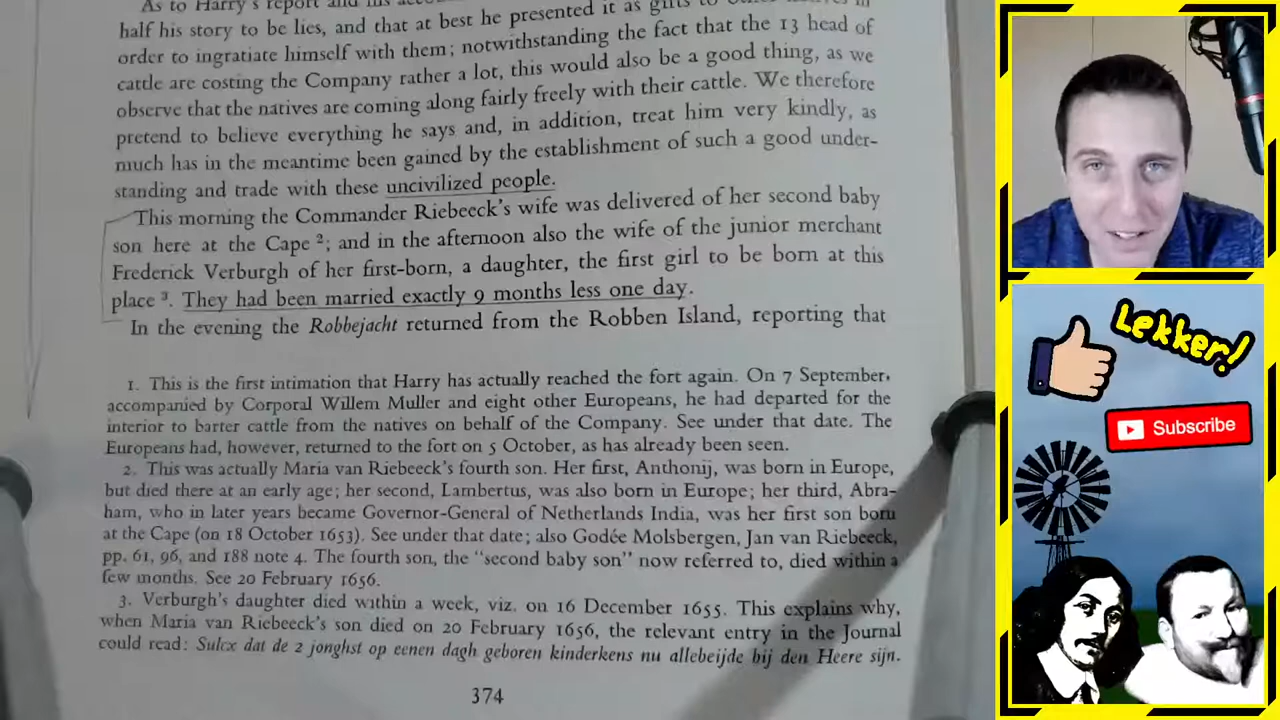 As to Harry's report and his
half his story to be lies, and that at best he presented it as gifts to other natives in
order to ingratiate himself with them; notwithstanding the fact that the 13 head of
cattle are costing the Company rather a lot, this would also be a good thing, as we
observe that the natives are coming along fairly freely with their cattle. We therefore
pretend to believe everything he says and, in addition, treat him very kindly, as
much has in the meantime been gained by the establishment of such a good under-
standing and trade with these uncivilized people.
This morning the Commander Riebeeck's wife was delivered of her second baby
son here at the Cape ²; and in the afternoon also the wife of the junior merchant
Frederick Verburgh of her first-born, a daughter, the first girl to be born at this
place ³. They had been married exactly 9 months less one day.
In the evening the Robbejacht returned from the Robben Island, reporting that
1. This is the first intimation that Harry has actually reached the fort again. On 7 September,
accompanied by Corporal Willem Muller and eight other Europeans, he had departed for the
interior to barter cattle from the natives on behalf of the Company. See under that date. The
Europeans had, however, returned to the fort on 5 October, as has already been seen.
2. This was actually Maria van Riebeeck's fourth son. Her first, Anthonij, was born in Europe,
but died there at an early age; her second, Lambertus, was also born in Europe; her third, Abra-
ham, who in later years became Governor-General of Netherlands India, was her first son born
at the Cape (on 18 October 1653). See under that date; also Godée Molsbergen, Jan van Riebeeck,
pp. 61, 96, and 188 note 4. The fourth son, the "second baby son" now referred to, died within a
few months. See 20 February 1656.
3. Verburgh's daughter died within a week, viz. on 16 December 1655. This explains why,
when Maria van Riebeeck's son died on 20 February 1656, the relevant entry in the Journal
could read: Sulcx dat de 2 jonghst op eenen dagh geboren kinderkens nu allebeijde bij den Heere sijn.
374
Lekker!
Subscribe